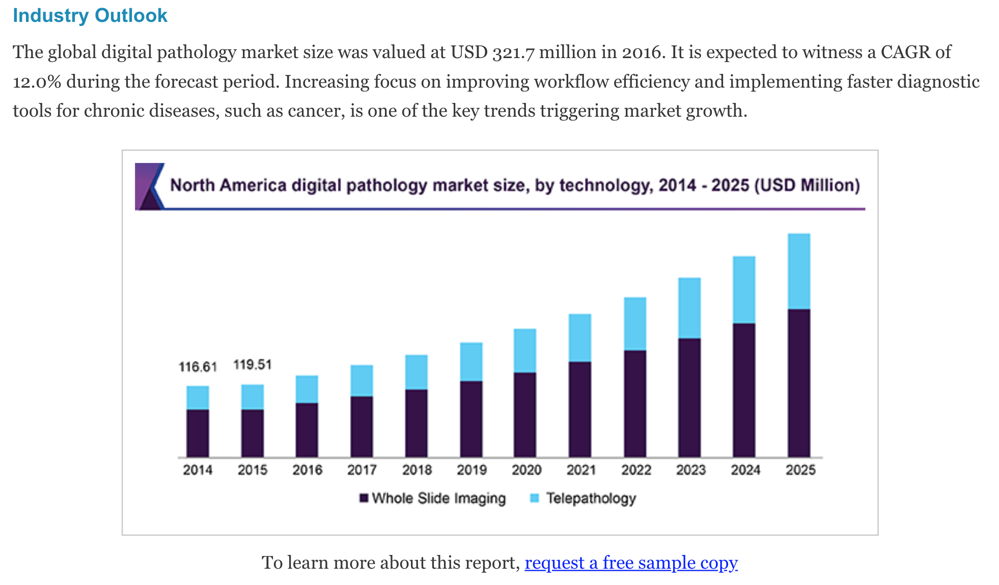 Industry Outlook
The global digital pathology market size was valued at USD 321.7 million in 2016. It is expected to witness a CAGR of
12.0% during the forecast period. Increasing focus on improving workflow efficiency and implementing faster diagnostic
tools for chronic diseases, such as cancer, is one of the key trends triggering market growth.
North America digital pathology market size, by technology, 2014 - 2025 (USD Million)
116.61 119.51
2014 2015 2016 2017 2018 2019 2020 2021 2022 2023 2024 2025
Whole Slide Imaging Telepathology
To learn more about this report, request a free sample copy